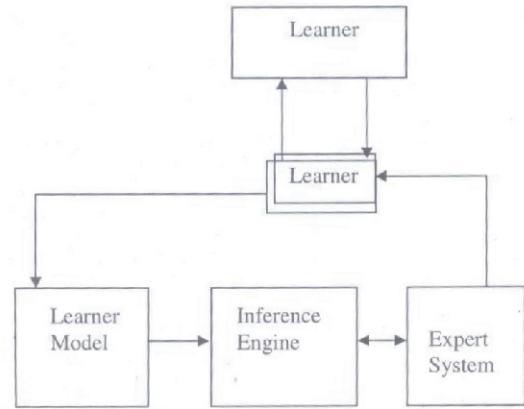 Learner
Learner
Learner
Model
Inference
Engine
Expert
System